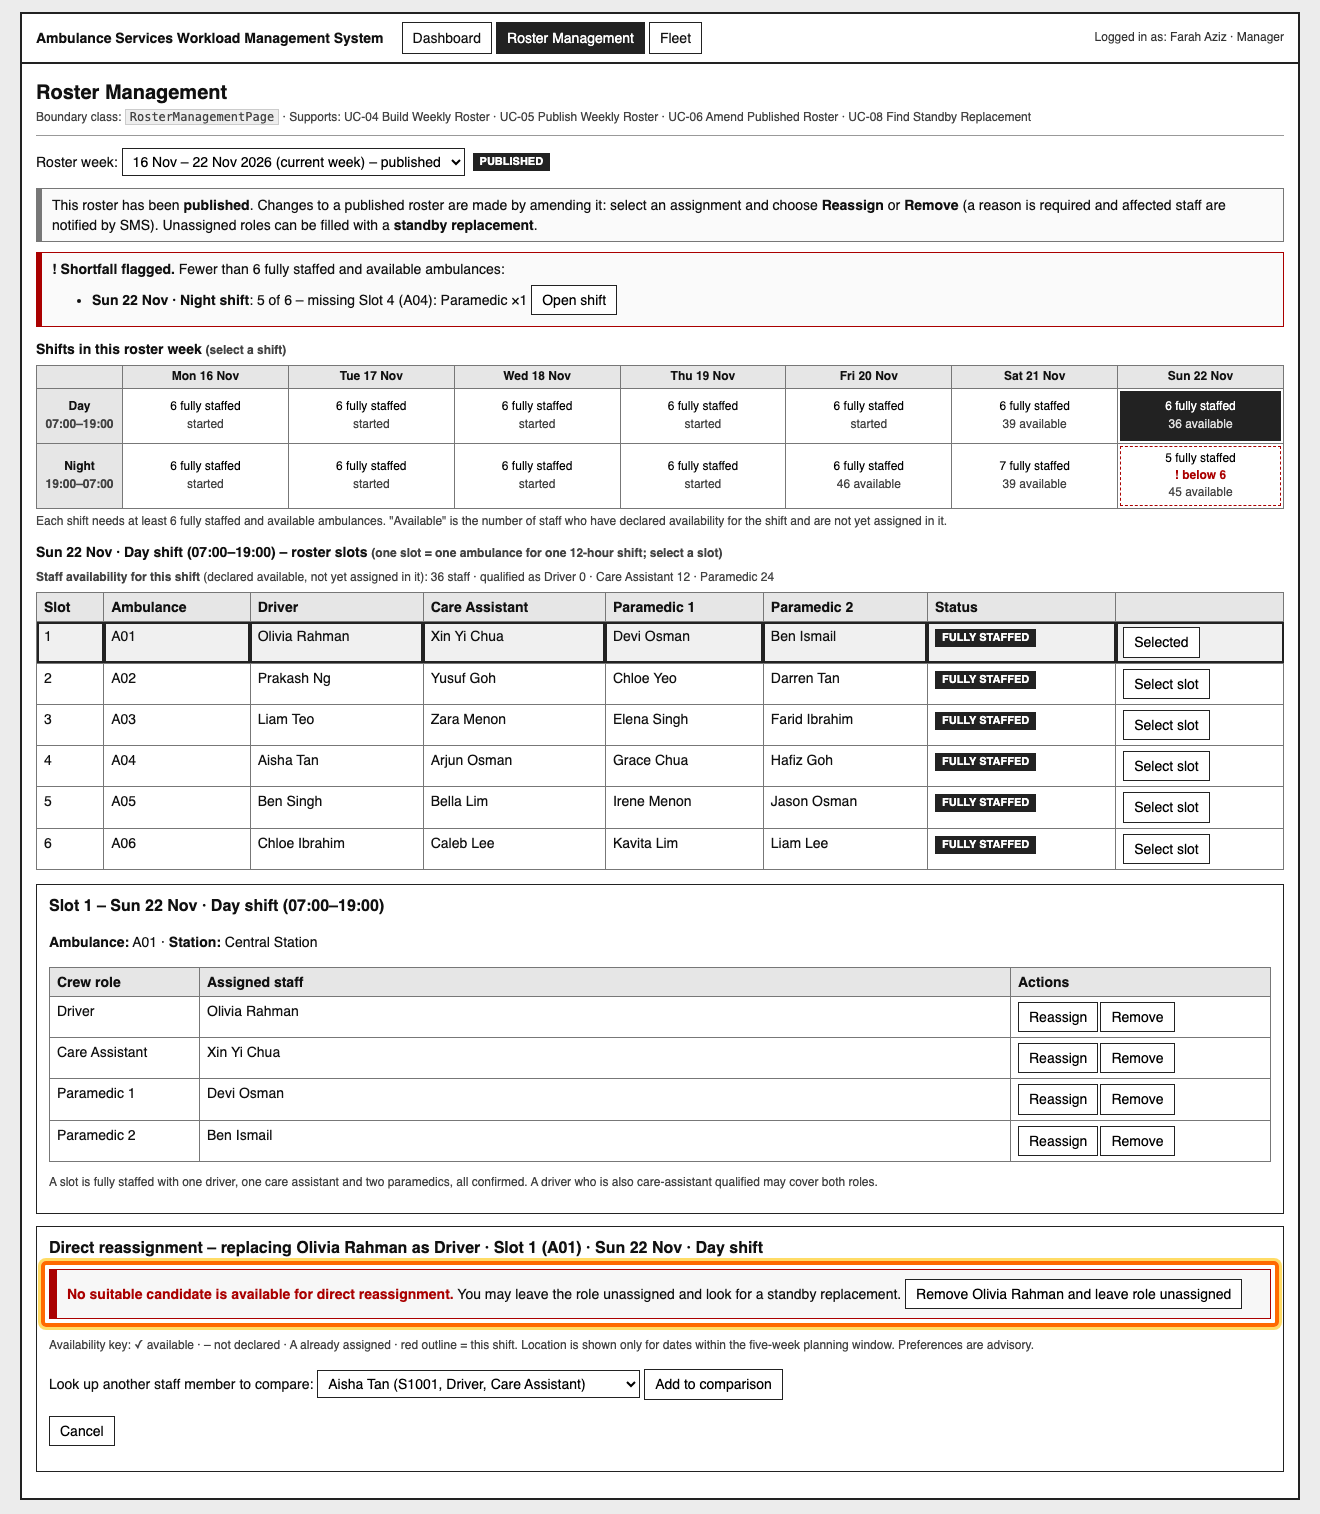 Ambulance Services Workload Management System Dashboard Roster Management Fleet Logged in as: Farah Aziz · Manager
Roster Management
Boundary class: RosterManagementPage · Supports: UC-04 Build Weekly Roster · UC-05 Publish Weekly Roster · UC-06 Amend Published Roster · UC-08 Find Standby Replacement
Roster week: 16 Nov – 22 Nov 2026 (current week) – published PUBLISHED
This roster has been published. Changes to a published roster are made by amending it: select an assignment and choose Reassign or Remove (a reason is required and affected staff are
notified by SMS). Unassigned roles can be filled with a standby replacement.
! Shortfall flagged. Fewer than 6 fully staffed and available ambulances:
• Sun 22 Nov · Night shift: 5 of 6 – missing Slot 4 (A04): Paramedic ×1 Open shift
Shifts in this roster week (select a shift)
Mon 16 Nov Tue 17 Nov Wed 18 Nov Thu 19 Nov Fri 20 Nov Sat 21 Nov Sun 22 Nov
Day 6 fully staffed 6 fully staffed 6 fully staffed 6 fully staffed 6 fully staffed 6 fully staffed 6 fully staffed
07:00–19:00 started started started started started 39 available 36 available
Night 6 fully staffed 6 fully staffed 6 fully staffed 6 fully staffed 6 fully staffed 7 fully staffed 5 fully staffed
! below 6
19:00–07:00 started started started started 46 available 39 available 45 available
Each shift needs at least 6 fully staffed and available ambulances. "Available" is the number of staff who have declared availability for the shift and are not yet assigned in it.
Sun 22 Nov · Day shift (07:00–19:00) – roster slots (one slot = one ambulance for one 12-hour shift; select a slot)
Staff availability for this shift (declared available, not yet assigned in it): 36 staff · qualified as Driver 0 · Care Assistant 12 · Paramedic 24
Slot Ambulance Driver Care Assistant Paramedic 1 Paramedic 2 Status
1 A01 Olivia Rahman Xin Yi Chua Devi Osman Ben Ismail FULLY STAFFED Selected
2 A02 Prakash Ng Yusuf Goh Chloe Yeo Darren Tan FULLY STAFFED Select slot
3 A03 Liam Teo Zara Menon Elena Singh Farid Ibrahim FULLY STAFFED Select slot
4 A04 Aisha Tan Arjun Osman Grace Chua Hafiz Goh FULLY STAFFED Select slot
5 A05 Ben Singh Bella Lim Irene Menon Jason Osman FULLY STAFFED Select slot
6 A06 Chloe Ibrahim Caleb Lee Kavita Lim Liam Lee FULLY STAFFED Select slot
Slot 1 – Sun 22 Nov · Day shift (07:00–19:00)
Ambulance: A01 · Station: Central Station
Crew role Assigned staff Actions
Driver Olivia Rahman Reassign Remove
Care Assistant Xin Yi Chua Reassign Remove
Paramedic 1 Devi Osman Reassign Remove
Paramedic 2 Ben Ismail Reassign Remove
A slot is fully staffed with one driver, one care assistant and two paramedics, all confirmed. A driver who is also care-assistant qualified may cover both roles.
Direct reassignment – replacing Olivia Rahman as Driver · Slot 1 (A01) · Sun 22 Nov · Day shift
No suitable candidate is available for direct reassignment. You may leave the role unassigned and look for a standby replacement. Remove Olivia Rahman and leave role unassigned
Availability key: ✓ available · – not declared · A already assigned · red outline = this shift. Location is shown only for dates within the five-week planning window. Preferences are advisory.
Look up another staff member to compare: Aisha Tan (S1001, Driver, Care Assistant) Add to comparison
Cancel